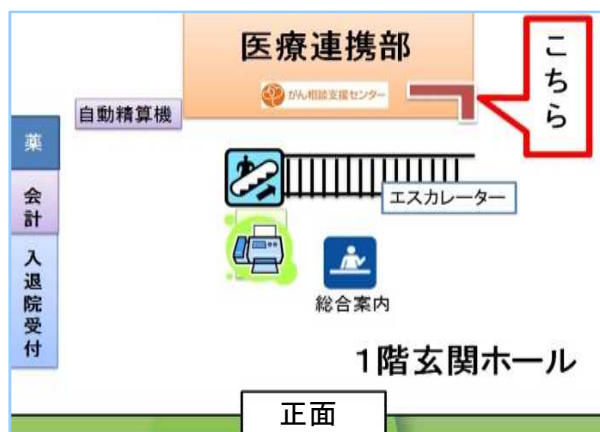 医療連携部
がん相談支援センター
こちら
自動精算機
薬
会計
入退院受付
エスカレーター
総合案内
1階玄関ホール
正面